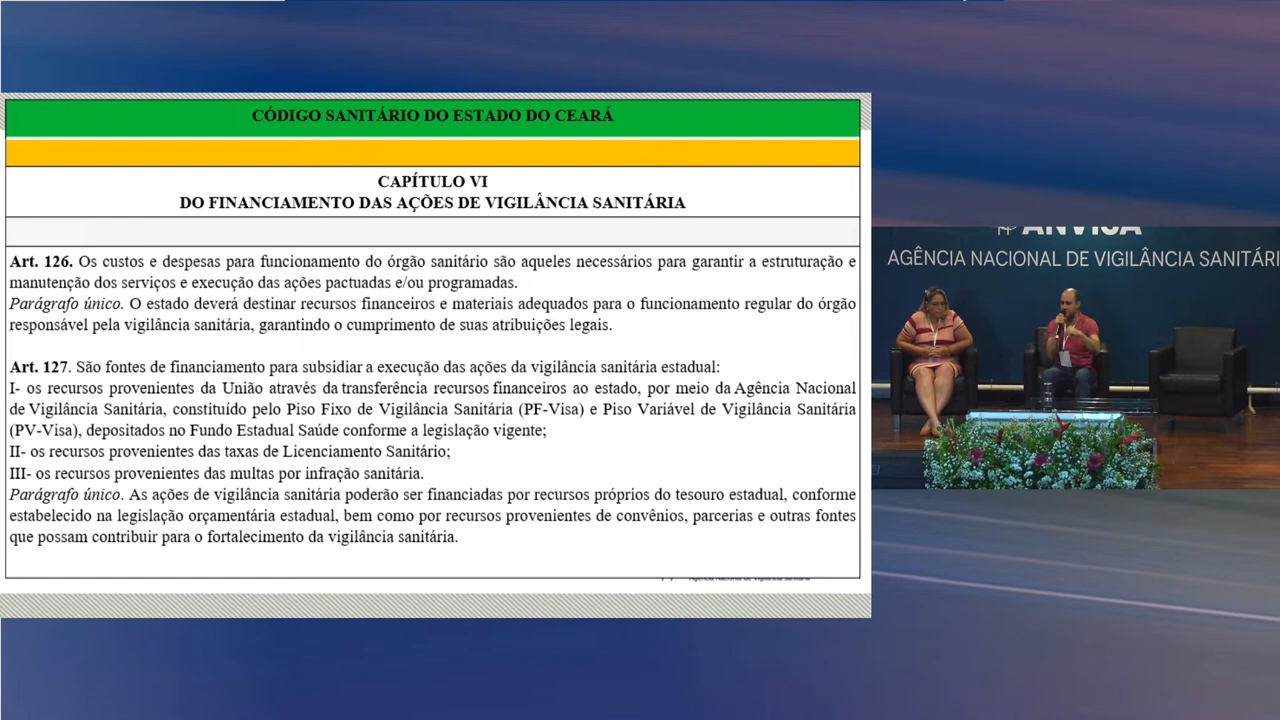 CÓDIGO SANITÁRIO DO ESTADO DO CEARÁ
CAPÍTULO VI
DO FINANCIAMENTO DAS AÇÕES DE VIGILÂNCIA SANITÁRIA
Art. 126. Os custos e despesas para funcionamento do órgão sanitário são aqueles necessários para garantir a estruturação e
manutenção dos serviços e execução das ações pactuadas e/ou programadas.
Parágrafo único. O estado deverá destinar recursos financeiros e materiais adequados para o funcionamento regular do órgão
responsável pela vigilância sanitária, garantindo o cumprimento de suas atribuições legais.
Art. 127. São fontes de financiamento para subsidiar a execução das ações da vigilância sanitária estadual:
I- os recursos provenientes da União através da transferência recursos financeiros ao estado, por meio da Agência Nacional
de Vigilância Sanitária, constituído pelo Piso Fixo de Vigilância Sanitária (PF-Visa) e Piso Variável de Vigilância Sanitária
(PV-Visa), depositados no Fundo Estadual Saúde conforme a legislação vigente;
II- os recursos provenientes das taxas de Licenciamento Sanitário;
III- os recursos provenientes das multas por infração sanitária.
Parágrafo único. As ações de vigilância sanitária poderão ser financiadas por recursos próprios do tesouro estadual, conforme
estabelecido na legislação orçamentária estadual, bem como por recursos provenientes de convênios, parcerias e outras fontes
que possam contribuir para o fortalecimento da vigilância sanitária.
Agência Nacional de Vigilância Sanitária
ANVISA
AGÊNCIA NACIONAL DE VIGILÂNCIA SANITÁRI